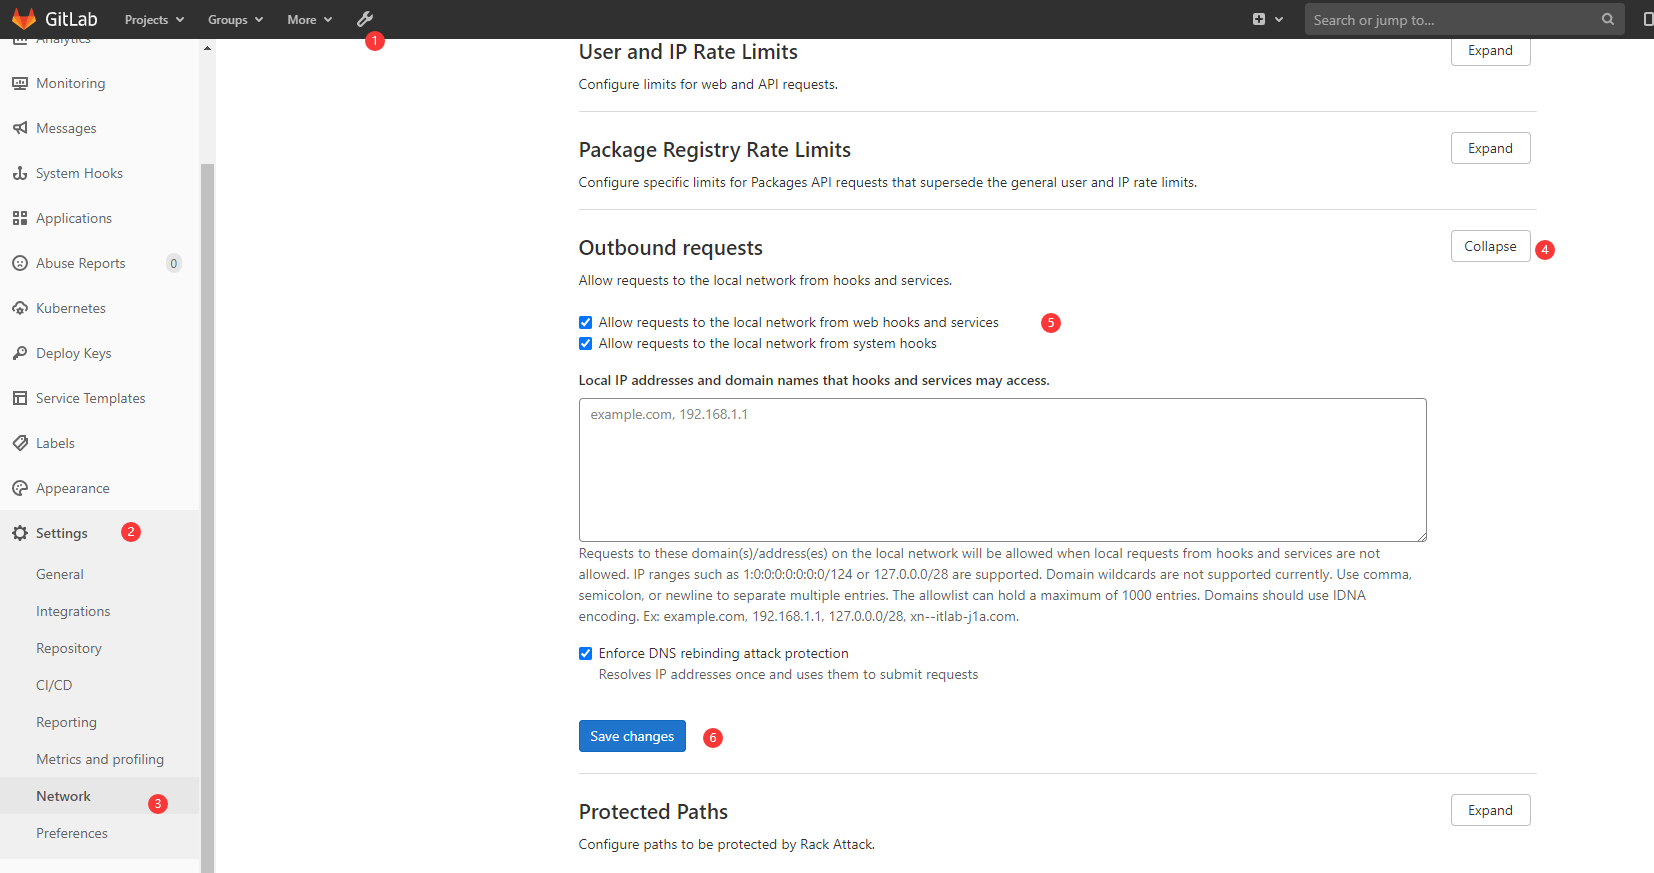 GitLab Projects Groups More Search or jump to...
1
Analytics
Monitoring
Messages
System Hooks
Applications
Abuse Reports 0
Kubernetes
Deploy Keys
Service Templates
Labels
Appearance
Settings 2
General
Integrations
Repository
CI/CD
Reporting
Metrics and profiling
Network 3
Preferences
User and IP Rate Limits Expand
Configure limits for web and API requests.
Package Registry Rate Limits Expand
Configure specific limits for Packages API requests that supersede the general user and IP rate limits.
Outbound requests Collapse 4
Allow requests to the local network from hooks and services.
Allow requests to the local network from web hooks and services 5
Allow requests to the local network from system hooks
Local IP addresses and domain names that hooks and services may access.
example.com, 192.168.1.1
Requests to these domain(s)/address(es) on the local network will be allowed when local requests from hooks and services are not
allowed. IP ranges such as 1:0:0:0:0:0:0:0/124 or 127.0.0.0/28 are supported. Domain wildcards are not supported currently. Use comma,
semicolon, or newline to separate multiple entries. The allowlist can hold a maximum of 1000 entries. Domains should use IDNA
encoding. Ex: example.com, 192.168.1.1, 127.0.0.0/28, xn--itlab-j1a.com.
Enforce DNS rebinding attack protection
Resolves IP addresses once and uses them to submit requests
Save changes 6
Protected Paths Expand
Configure paths to be protected by Rack Attack.